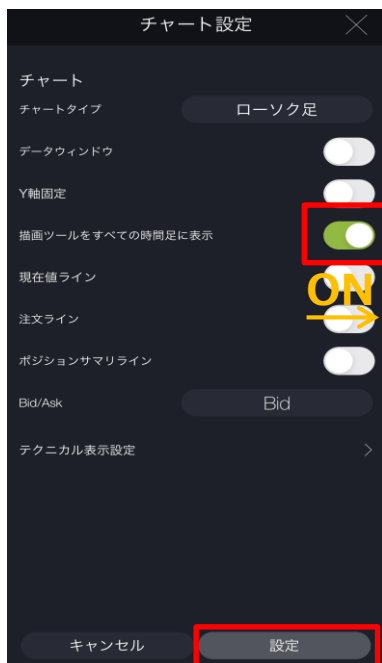 チャート設定
チャート
チャートタイプ ローソク足
データウィンドウ
Y軸固定
描画ツールをすべての時間足に表示
現在値ライン
ON
注文ライン
ポジションサマリライン
Bid/Ask Bid
テクニカル表示設定
キャンセル 設定